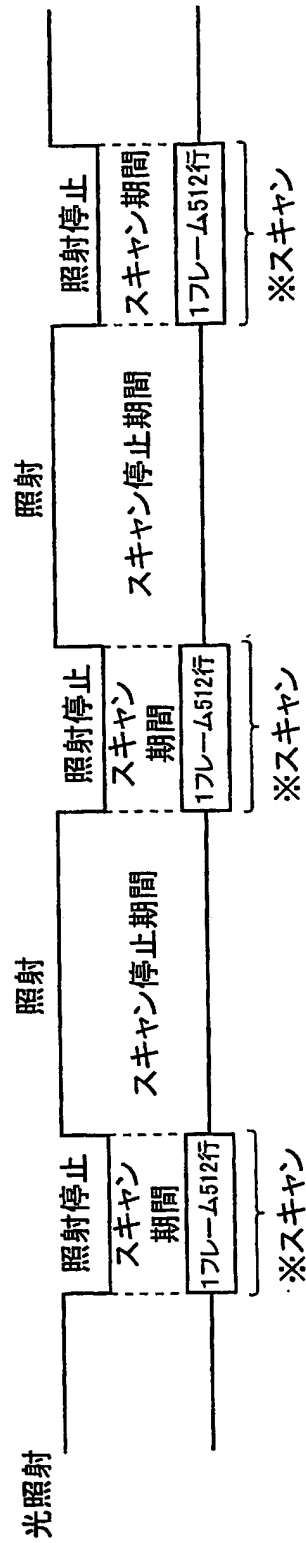 光照射
照射
照射
照射停止
照射停止
照射停止
スキャン
期間
スキャン停止期間
スキャン
期間
スキャン停止期間
スキャン期間
1フレーム512行
1フレーム512行
1フレーム512行
※スキャン
※スキャン
※スキャン